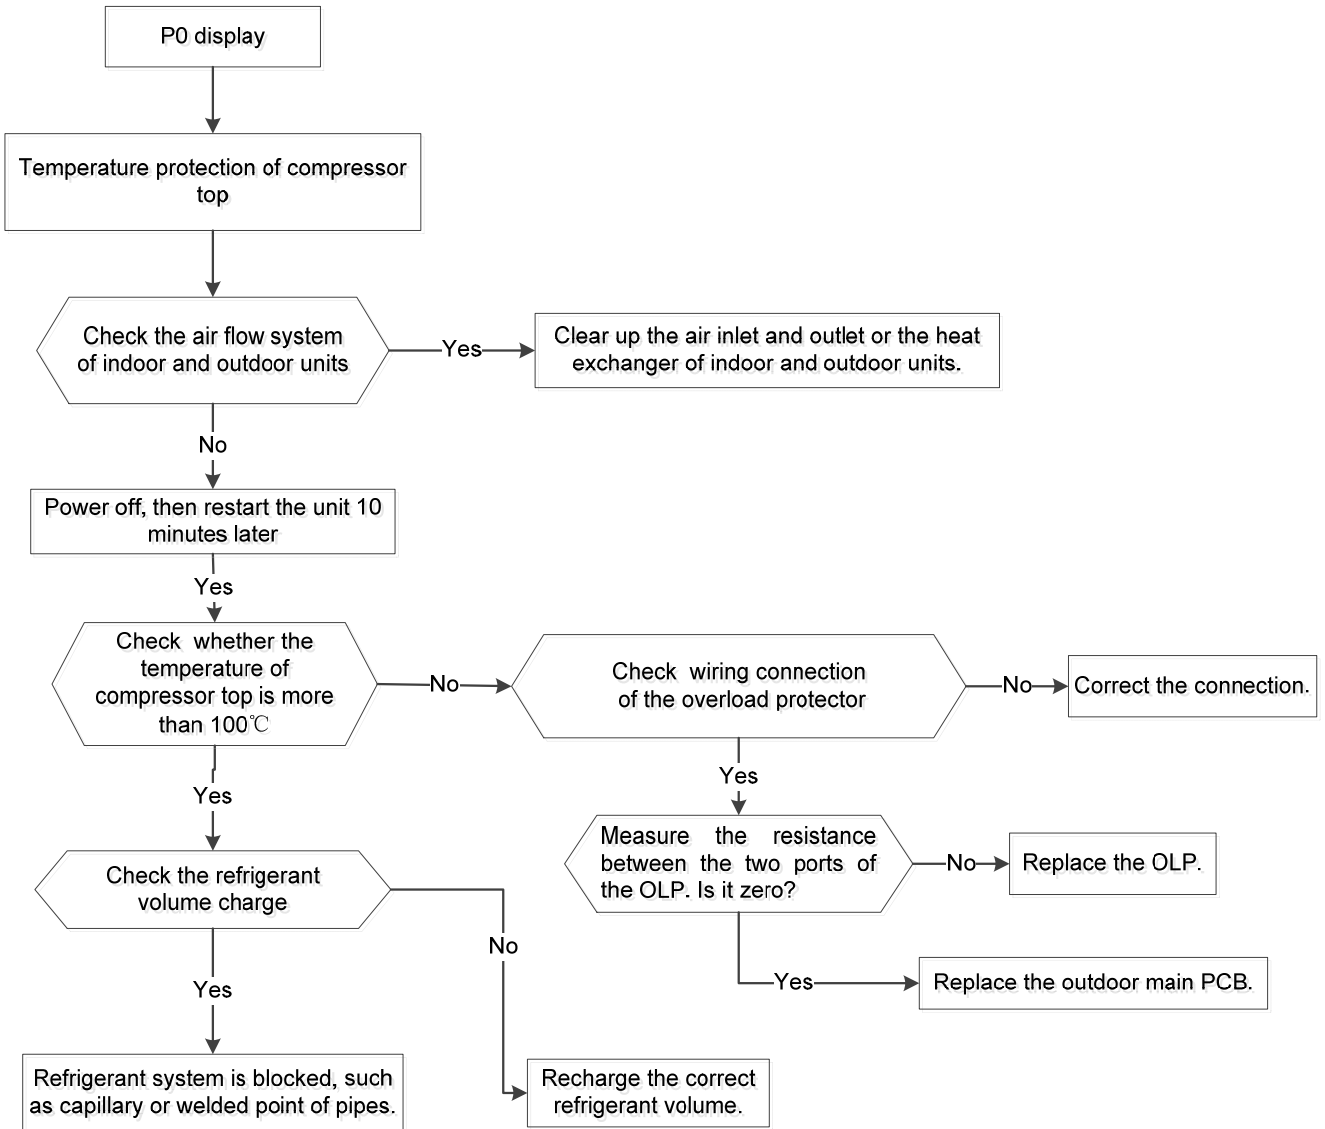 P0 display
Temperature protection of compressor
top
Check the air flow system
of indoor and outdoor units
Yes
Clear up the air inlet and outlet or the heat
exchanger of indoor and outdoor units.
No
Power off, then restart the unit 10
minutes later
Yes
Check whether the
temperature of
compressor top is more
than 100℃
No
Check wiring connection
of the overload protector
No
Correct the connection.
Yes
Yes
Measure the resistance
between the two ports of
the OLP. Is it zero?
No
Replace the OLP.
Check the refrigerant
volume charge
No
Yes
Yes
Replace the outdoor main PCB.
Refrigerant system is blocked, such
as capillary or welded point of pipes.
Recharge the correct
refrigerant volume.